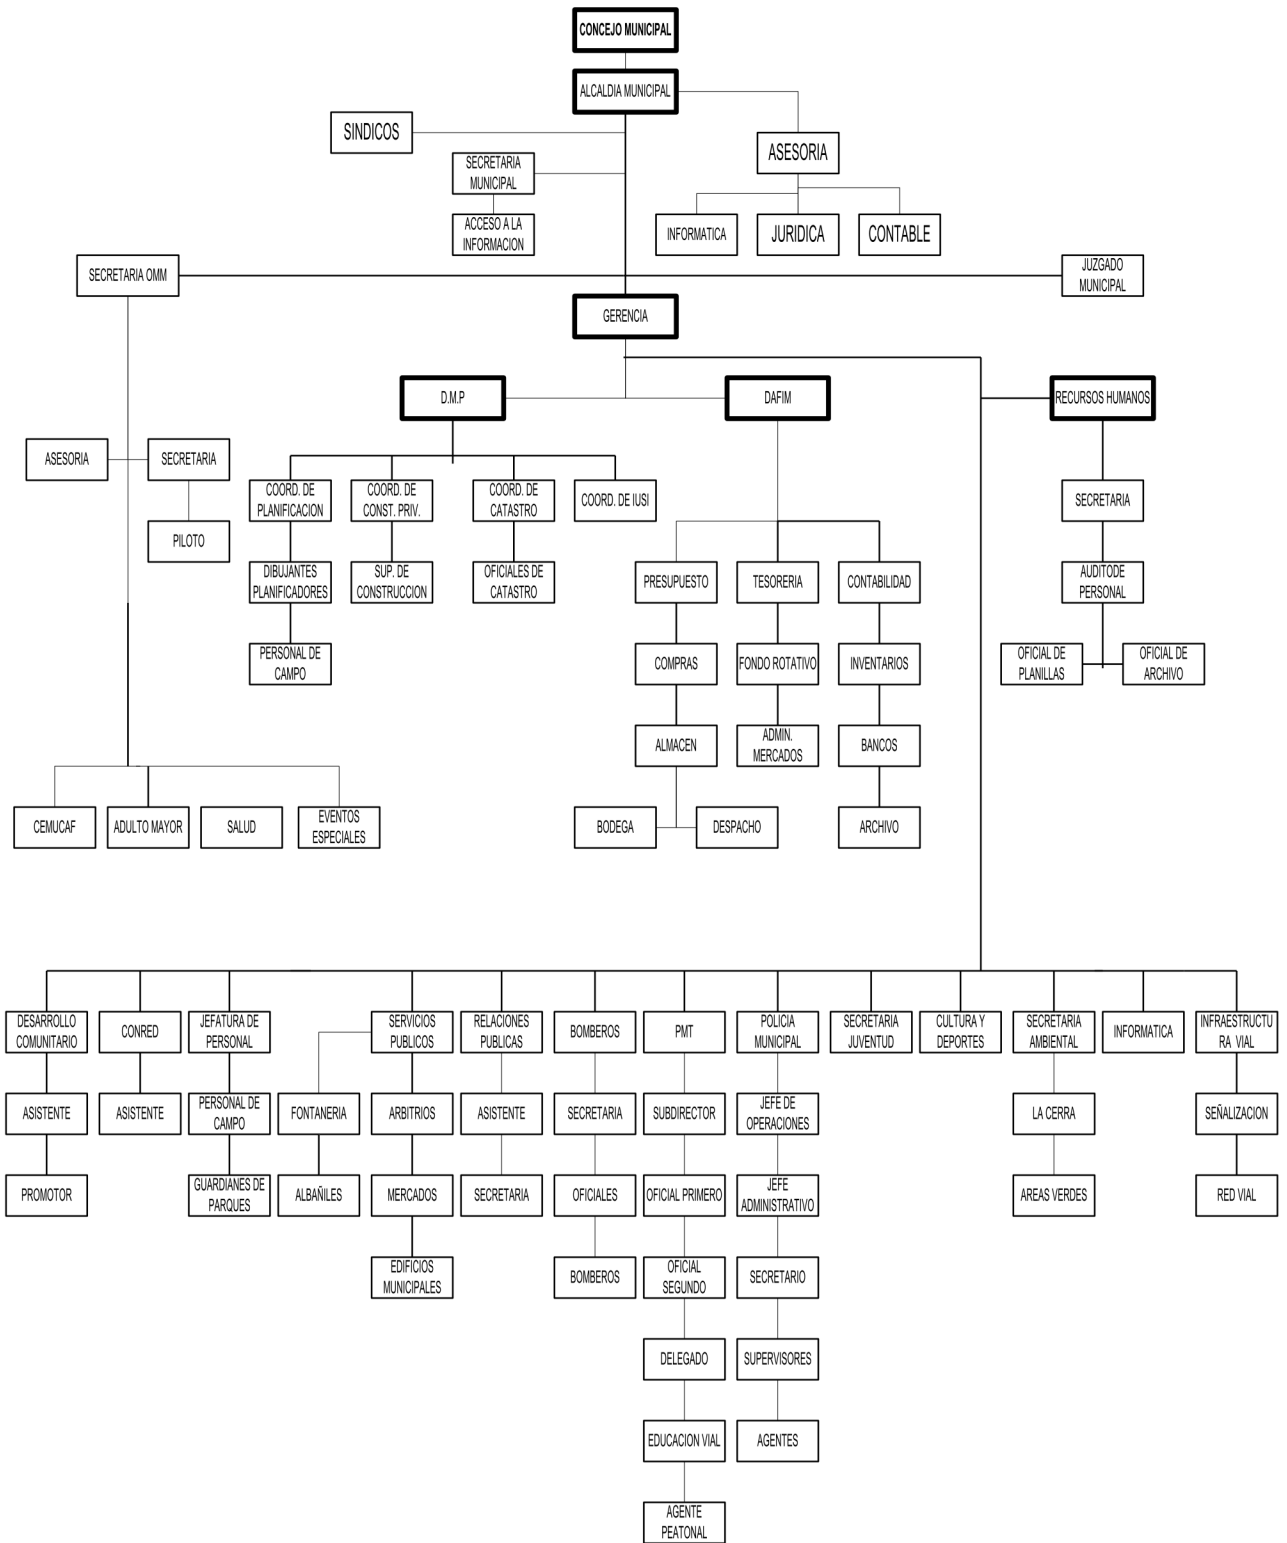 CONCEJO MUNICIPAL
ALCALDIA MUNICIPAL
SINDICOS
ASESORIA
SECRETARIA
MUNICIPAL
ACCESO A LA
INFORMACION
INFORMATICA
JURIDICA
CONTABLE
SECRETARIA OMM
JUZGADO
MUNICIPAL
GERENCIA
D.M.P
DAFIM
RECURSOS HUMANOS
ASESORIA
SECRETARIA
PILOTO
COORD. DE
PLANIFICACION
COORD. DE
CONST. PRIV.
COORD. DE
CATASTRO
COORD. DE IUSI
SECRETARIA
DIBUJANTES
PLANIFICADORES
SUP. DE
CONSTRUCCION
OFICIALES DE
CATASTRO
PRESUPUESTO
TESORERIA
CONTABILIDAD
AUDITODE
PERSONAL
PERSONAL DE
CAMPO
COMPRAS
FONDO ROTATIVO
INVENTARIOS
OFICIAL DE
PLANILLAS
OFICIAL DE
ARCHIVO
ALMACEN
ADMIN.
MERCADOS
BANCOS
CEMUCAF
ADULTO MAYOR
SALUD
EVENTOS
ESPECIALES
BODEGA
DESPACHO
ARCHIVO
DESARROLLO
COMUNITARIO
CONRED
JEFATURA DE
PERSONAL
SERVICIOS
PUBLICOS
RELACIONES
PUBLICAS
BOMBEROS
PMT
POLICIA
MUNICIPAL
SECRETARIA
JUVENTUD
CULTURA Y
DEPORTES
SECRETARIA
AMBIENTAL
INFORMATICA
INFRAESTRUCTU
RA VIAL
ASISTENTE
ASISTENTE
PERSONAL DE
CAMPO
FONTANERIA
ARBITRIOS
ASISTENTE
SECRETARIA
SUBDIRECTOR
JEFE DE
OPERACIONES
LA CERRA
SEÑALIZACION
PROMOTOR
GUARDIANES DE
PARQUES
ALBAÑILES
MERCADOS
SECRETARIA
OFICIALES
OFICIAL PRIMERO
JEFE
ADMINISTRATIVO
AREAS VERDES
RED VIAL
EDIFICIOS
MUNICIPALES
BOMBEROS
OFICIAL
SEGUNDO
SECRETARIO
DELEGADO
SUPERVISORES
EDUCACION VIAL
AGENTES
AGENTE
PEATONAL